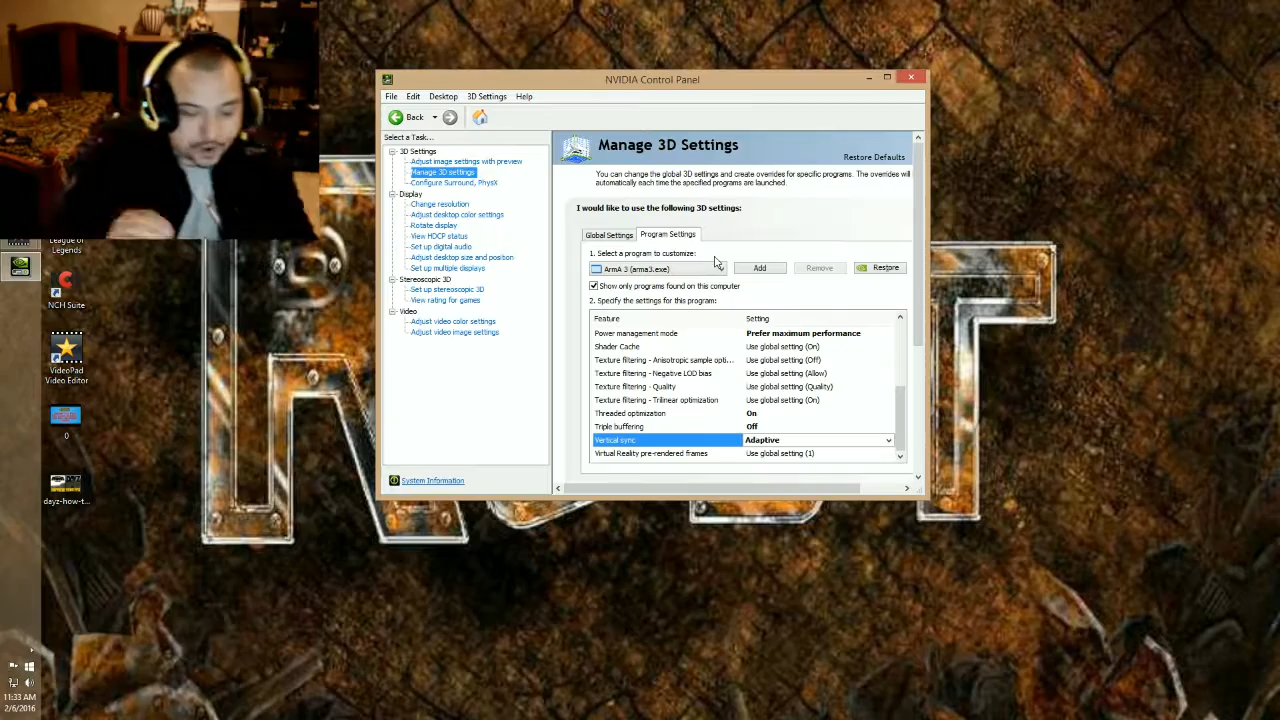 NVIDIA Control Panel
File Edit Desktop 3D Settings Help
Back
Select a Task...
3D Settings
Adjust image settings with preview
Manage 3D settings
Configure Surround, PhysX
Display
Change resolution
Adjust desktop color settings
Rotate display
View HDCP status
Set up digital audio
Adjust desktop size and position
Set up multiple displays
Stereoscopic 3D
Set up stereoscopic 3D
View rating for games
Video
Adjust video color settings
Adjust video image settings
System Information
Manage 3D Settings
Restore Defaults
You can change the global 3D settings and create overrides for specific programs. The overrides will
automatically each time the specified programs are launched.
I would like to use the following 3D settings:
Global Settings Program Settings
1. Select a program to customize:
ArmA 3 (arma3.exe) Add Remove Restore
Show only programs found on this computer
2. Specify the settings for this program:
Feature Setting
Power management mode Prefer maximum performance
Shader Cache Use global setting (On)
Texture filtering - Anisotropic sample opti... Use global setting (Off)
Texture filtering - Negative LOD bias Use global setting (Allow)
Texture filtering - Quality Use global setting (Quality)
Texture filtering - Trilinear optimization Use global setting (On)
Threaded optimization On
Triple buffering Off
Vertical sync Adaptive
Virtual Reality pre-rendered frames Use global setting (1)
League of
Legends
NCH Suite
VideoPad
Video Editor
0
dayz-how-t...
11:33 AM
2/6/2016